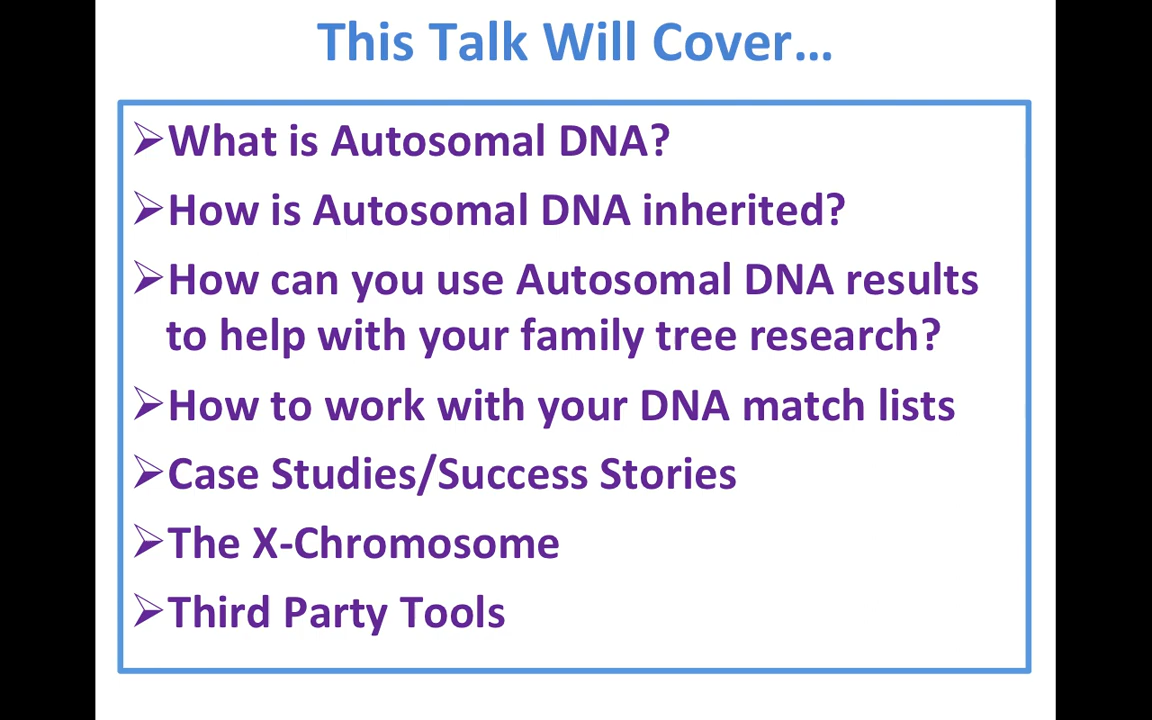 This Talk Will Cover…
➢What is Autosomal DNA?
➢How is Autosomal DNA inherited?
➢How can you use Autosomal DNA results
to help with your family tree research?
➢How to work with your DNA match lists
➢Case Studies/Success Stories
➢The X-Chromosome
➢Third Party Tools